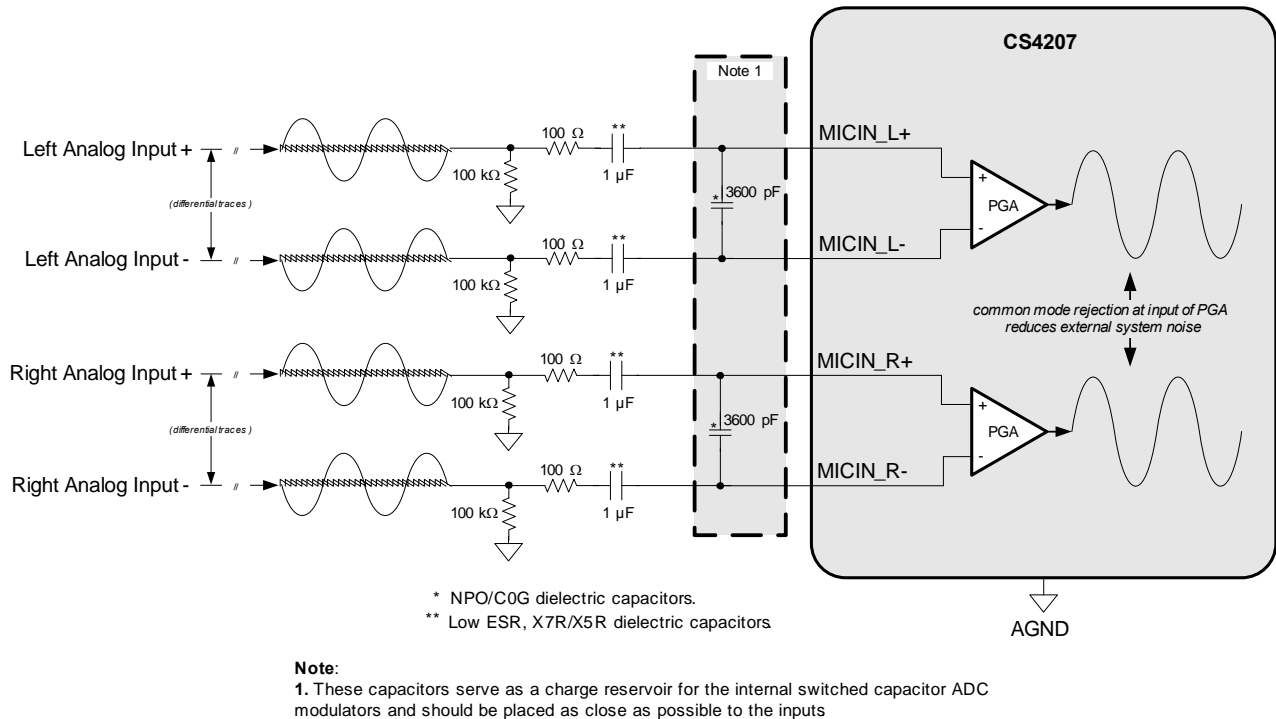 CS4207
Note 1
Left Analog Input +
(differential traces)
Left Analog Input -
100 Ω
**
1 µF
100 kΩ
* 3600 pF
100 Ω
**
1 µF
100 kΩ
MICIN_L+
MICIN_L-
+
PGA
-
common mode rejection at input of PGA
reduces external system noise
Right Analog Input +
(differential traces)
Right Analog Input -
100 Ω
**
1 µF
100 kΩ
* 3600 pF
100 Ω
**
1 µF
100 kΩ
MICIN_R+
MICIN_R-
+
PGA
-
AGND
* NPO/C0G dielectric capacitors.
** Low ESR, X7R/X5R dielectric capacitors.
Note:
1. These capacitors serve as a charge reservoir for the internal switched capacitor ADC
modulators and should be placed as close as possible to the inputs